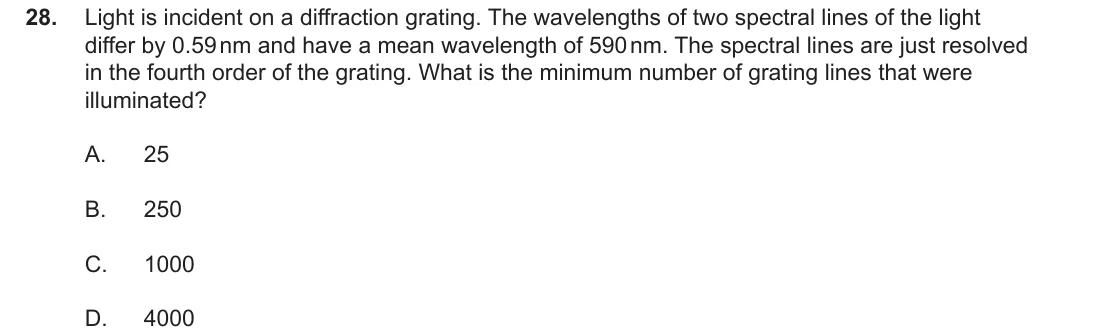 28. Light is incident on a diffraction grating. The wavelengths of two spectral lines of the light
differ by 0.59 nm and have a mean wavelength of 590 nm. The spectral lines are just resolved
in the fourth order of the grating. What is the minimum number of grating lines that were
illuminated?
A. 25
B. 250
C. 1000
D. 4000